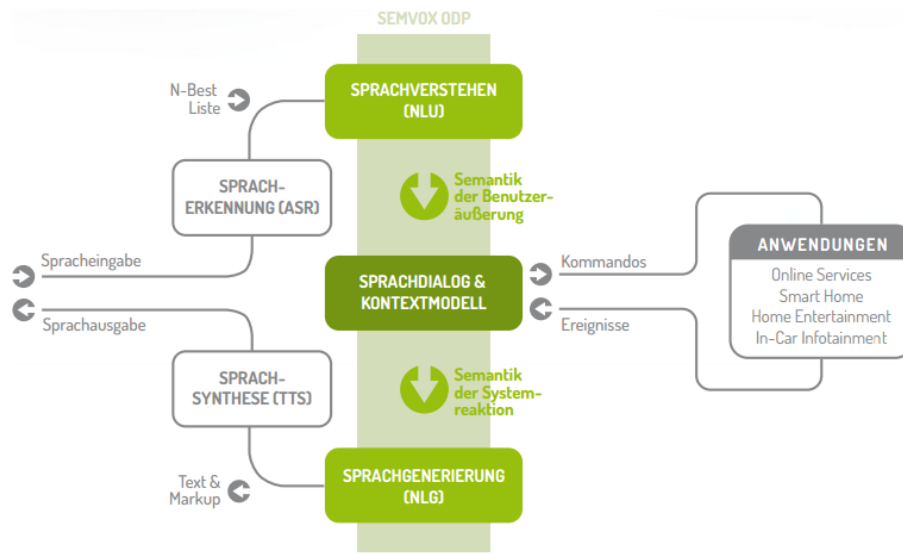 SEMVOX ODP
N-Best
Liste
SPRACHVERSTEHEN
(NLU)
SPRACH-
ERKENNUNG (ASR)
Semantik
der Benutzer-
äußerung
Spracheingabe
Sprachausgabe
SPRACHDIALOG &
KONTEXTMODELL
Kommandos
Ereignisse
ANWENDUNGEN
Online Services
Smart Home
Home Entertainment
In-Car Infotainment
SPRACH-
SYNTHESE (TTS)
Semantik
der System-
reaktion
Text &
Markup
SPRACHGENERIERUNG
(NLG)